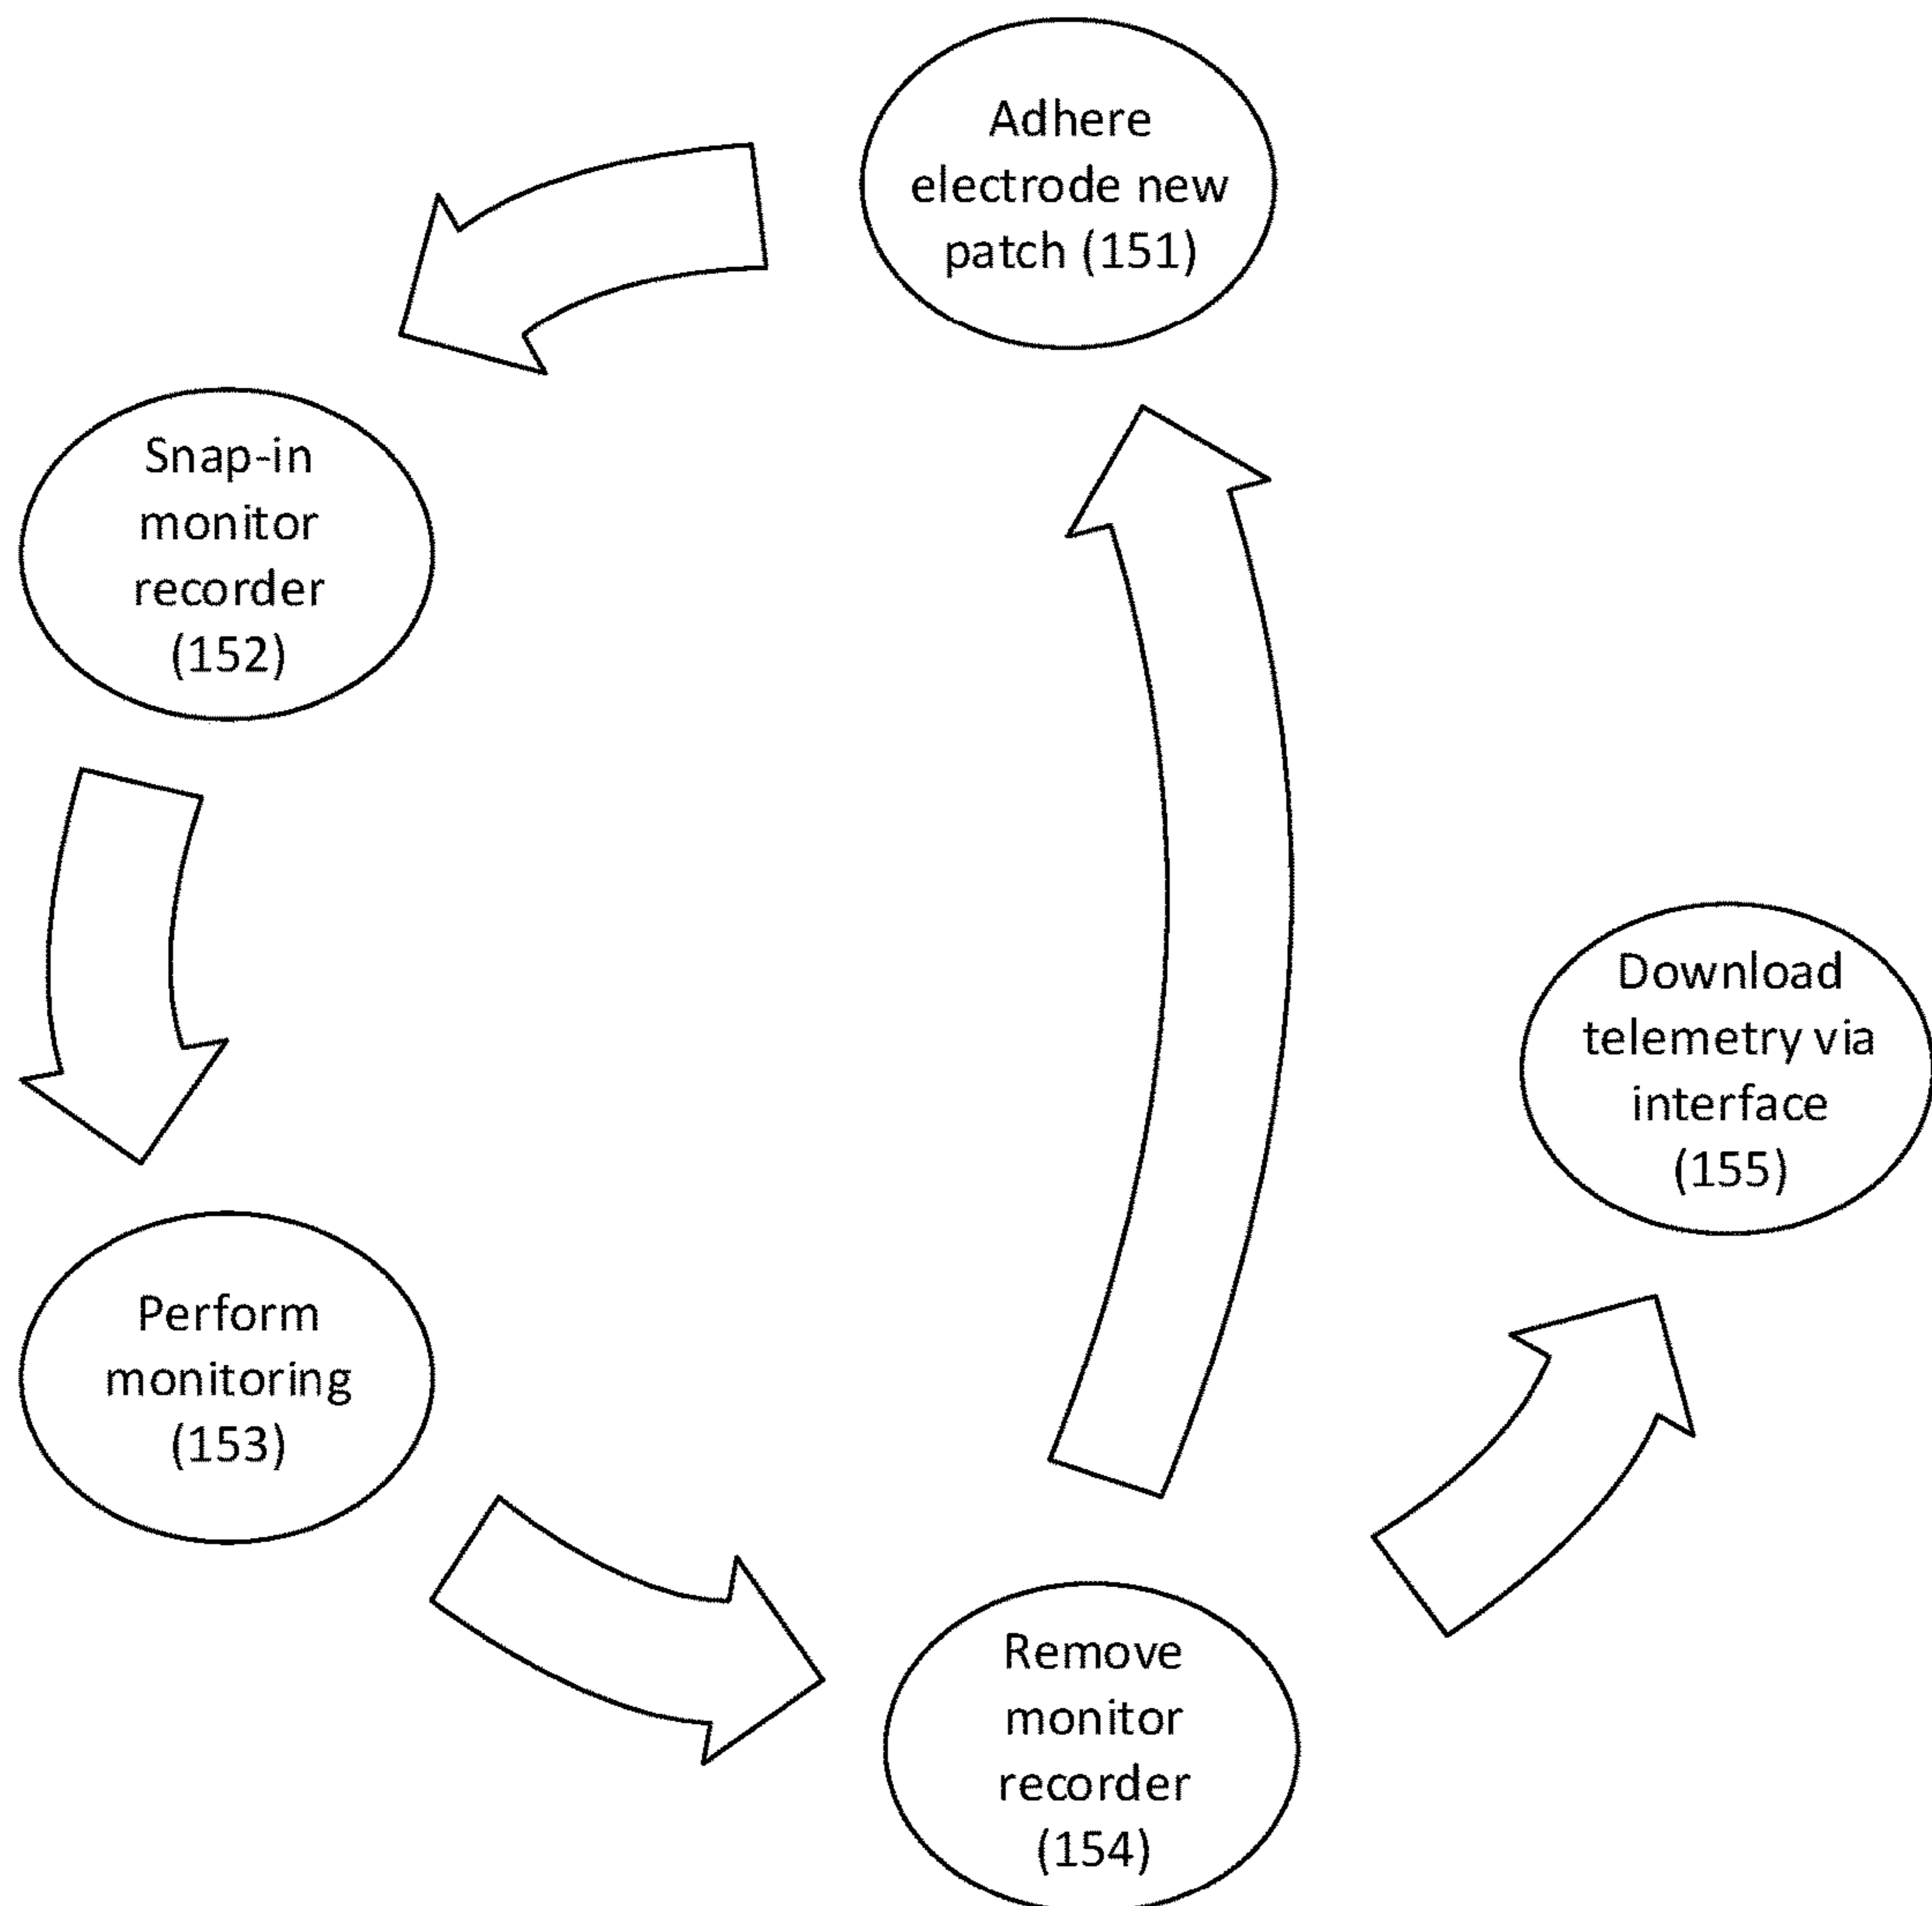 Adhere
electrode new
patch (151)
Snap-in
monitor
recorder
(152)
Perform
monitoring
(153)
Remove
monitor
recorder
(154)
Download
telemetry via
interface
(155)